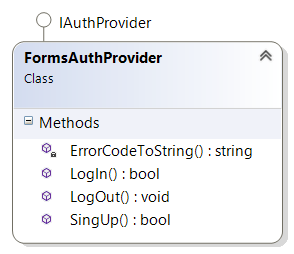 IAuthProvider
FormsAuthProvider
Class
Methods
ErrorCodeToString() : string
LogIn() : bool
LogOut() : void
SingUp() : bool